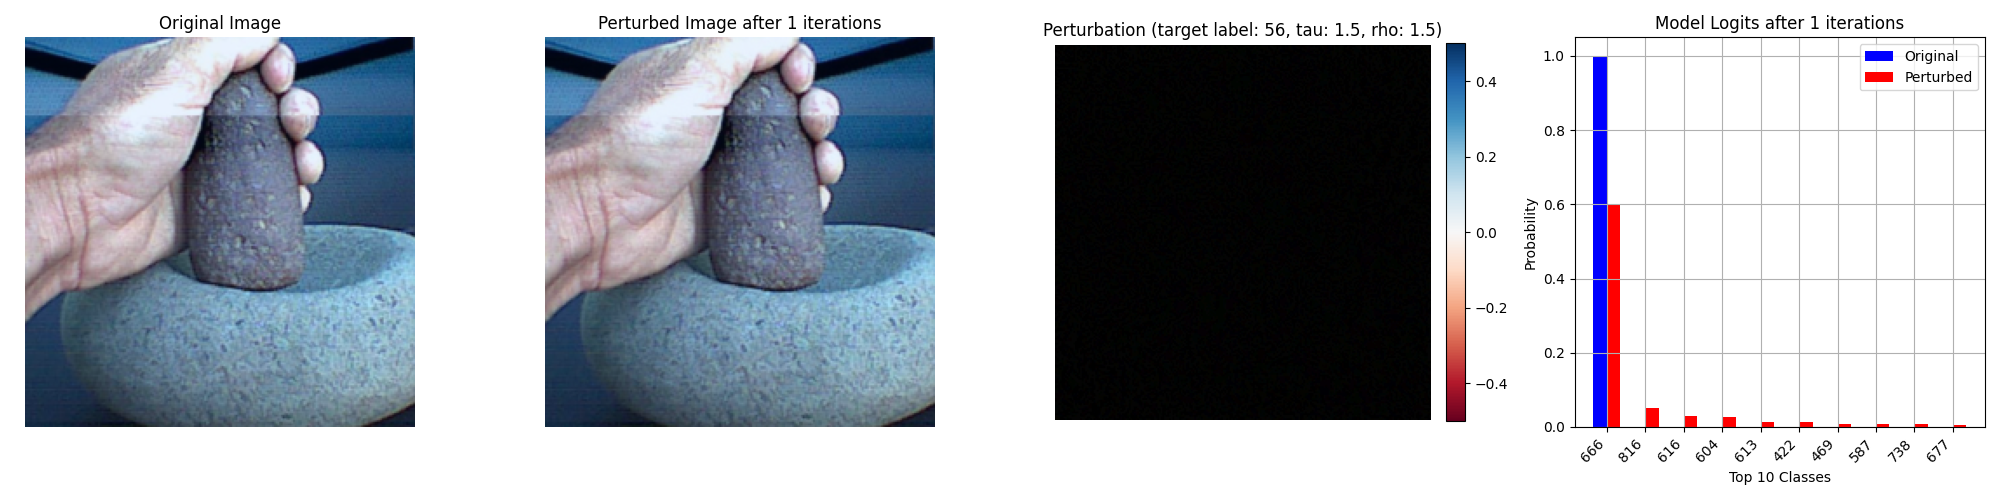 Original Image
Perturbed Image after 1 iterations
Perturbation (target label: 56, tau: 1.5, rho: 1.5)
0.4
0.2
0.0
−0.2
−0.4
Model Logits after 1 iterations
Original
Perturbed
Probability
1.0
0.8
0.6
0.4
0.2
0.0
666 816 616 604 613 422 469 587 738 677
Top 10 Classes